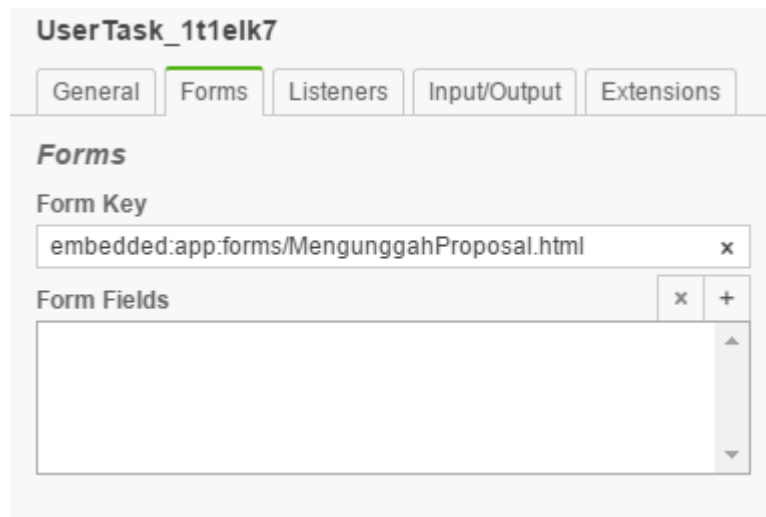 UserTask_1t1elk7
General Forms Listeners Input/Output Extensions
Forms
Form Key
embedded:app:forms/MengunggahProposal.html x
Form Fields x +